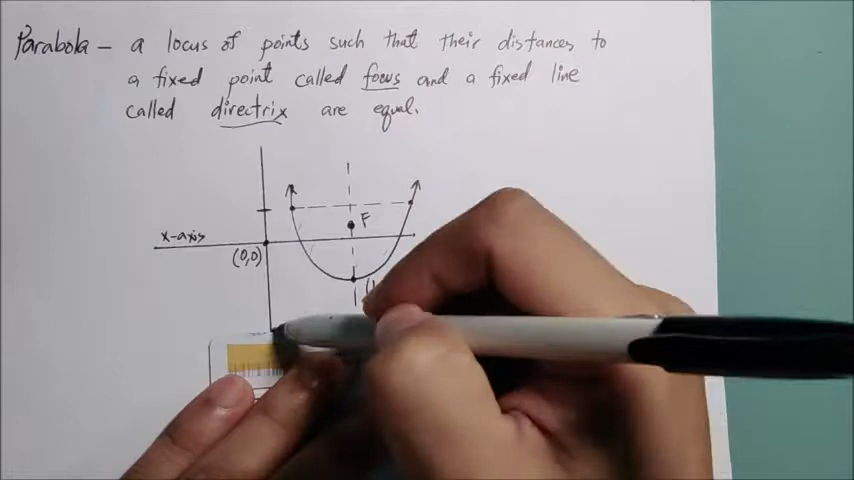 Parabola - a locus of points such that their distances to
a fixed point called focus and a fixed line
called directrix are equal.
F
x-axis
(0,0)